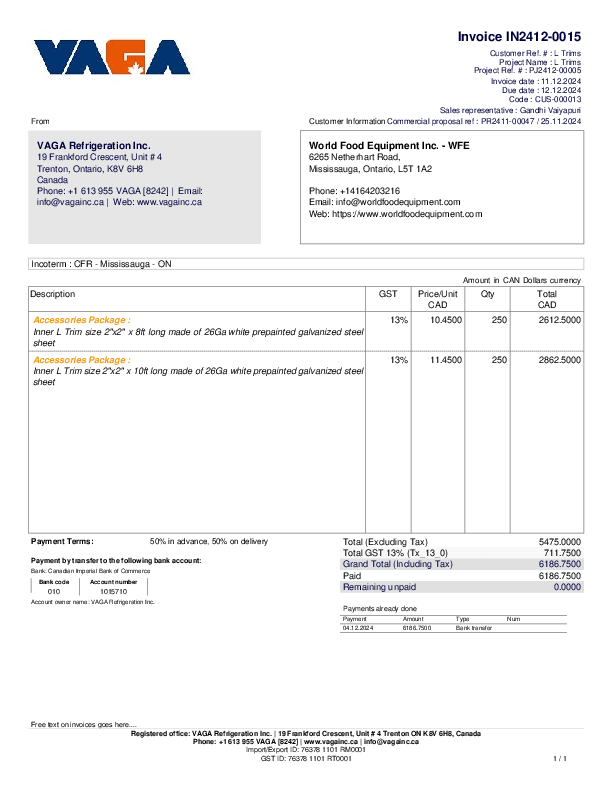 VAGA
Invoice IN2412-0015
Customer Ref. # : L Trims
Project Name : L Trims
Project Ref. # : PJ2412-00005
Invoice date : 11.12.2024
Due date : 12.12.2024
Code : CUS-000013
Sales representative : Gandhi Vaiyapuri
From
Customer Information Commercial proposal ref : PR2411-00047 / 25.11.2024
VAGA Refrigeration Inc.
19 Frankford Crescent, Unit # 4
Trenton, Ontario, K8V 6H8
Canada
Phone: +1 613 955 VAGA [8242] | Email:
info@vagainc.ca | Web: www.vagainc.ca
World Food Equipment Inc. - WFE
6265 Netherhart Road,
Mississauga, Ontario, L5T 1A2
Phone: +14164203216
Email: info@worldfoodequipment.com
Web: https://www.worldfoodequipment.com
Incoterm : CFR - Mississauga - ON
Amount in CAN Dollars currency
Description GST Price/Unit CAD Qty Total CAD
Accessories Package :
Inner L Trim size 2"x2" x 8ft long made of 26Ga white prepainted galvanized steel sheet 13% 10.4500 250 2612.5000
Accessories Package :
Inner L Trim size 2"x2" x 10ft long made of 26Ga white prepainted galvanized steel sheet 13% 11.4500 250 2862.5000
Payment Terms: 50% in advance, 50% on delivery
Payment by transfer to the following bank account:
Bank: Canadian Imperial Bank of Commerce
Bank code Account number
010 1015710
Account owner name: VAGA Refrigeration Inc.
Total (Excluding Tax) 5475.0000
Total GST 13% (Tx_13_0) 711.7500
Grand Total (Including Tax) 6186.7500
Paid 6186.7500
Remaining unpaid 0.0000
Payments already done
Payment Amount Type Num
04.12.2024 6186.7500 Bank transfer
Free text on invoices goes here....
Registered office: VAGA Refrigeration Inc. | 19 Frankford Crescent, Unit # 4 Trenton ON K8V 6H8, Canada
Phone: +1 613 955 VAGA [8242] | www.vagainc.ca | info@vagainc.ca
Import/Export ID: 76378 1101 RM0001
GST ID: 76378 1101 RT0001
1 / 1